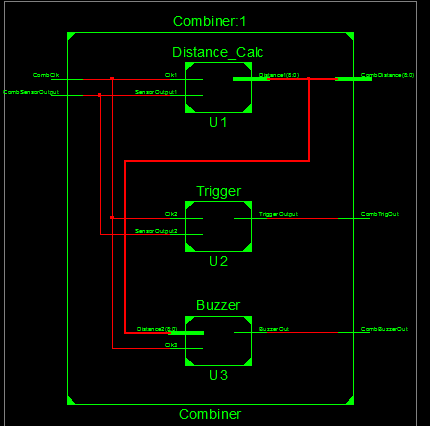 Combiner:1
Distance_Calc
CombClk
Clk1
Distance1(8:0)
CombDistance(8:0)
CombSensorOutput
SensorOutput1
U1
Trigger
Clk2
TriggerOutput
CombTrigOut
SensorOutput2
U2
Buzzer
Distance2(8:0)
BuzzerOut
CombBuzzerOut
Clk3
U3
Combiner